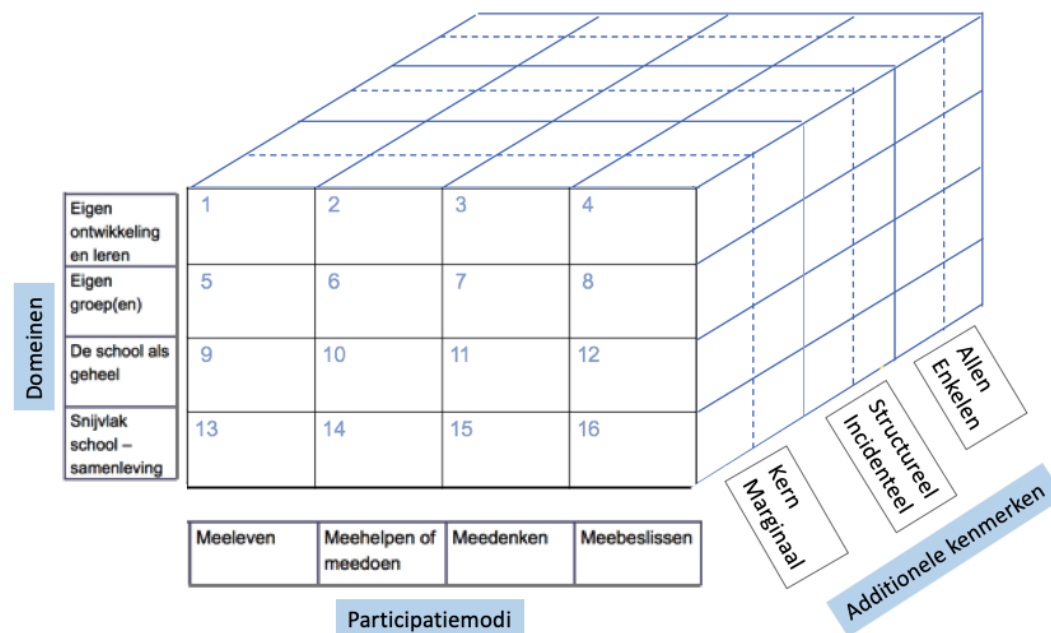 Domeinen
Eigen
ontwikkeling
en leren
1
2
3
4
Eigen
groep(en)
5
6
7
8
De school als
geheel
9
10
11
12
Snijvlak
school –
samenleving
13
14
15
16
Meeleven
Meehelpen of
meedoen
Meedenken
Meebeslissen
Participatiemodi
Kern
Marginaal
Structureel
Incidenteel
Allen
Enkelen
Additionele kenmerken